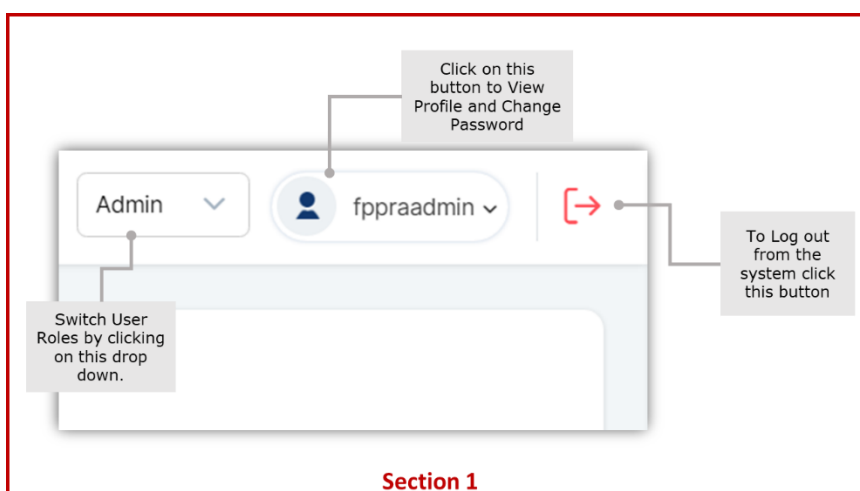 Click on this
button to View
Profile and Change
Password
Admin
fppraadmin
To Log out
from the
system click
this button
Switch User
Roles by clicking
on this drop
down.
Section 1